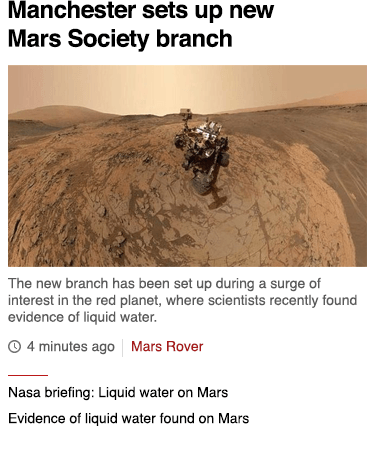 Manchester sets up new
Mars Society branch
The new branch has been set up during a surge of
interest in the red planet, where scientists recently found
evidence of liquid water.
4 minutes ago Mars Rover
Nasa briefing: Liquid water on Mars
Evidence of liquid water found on Mars